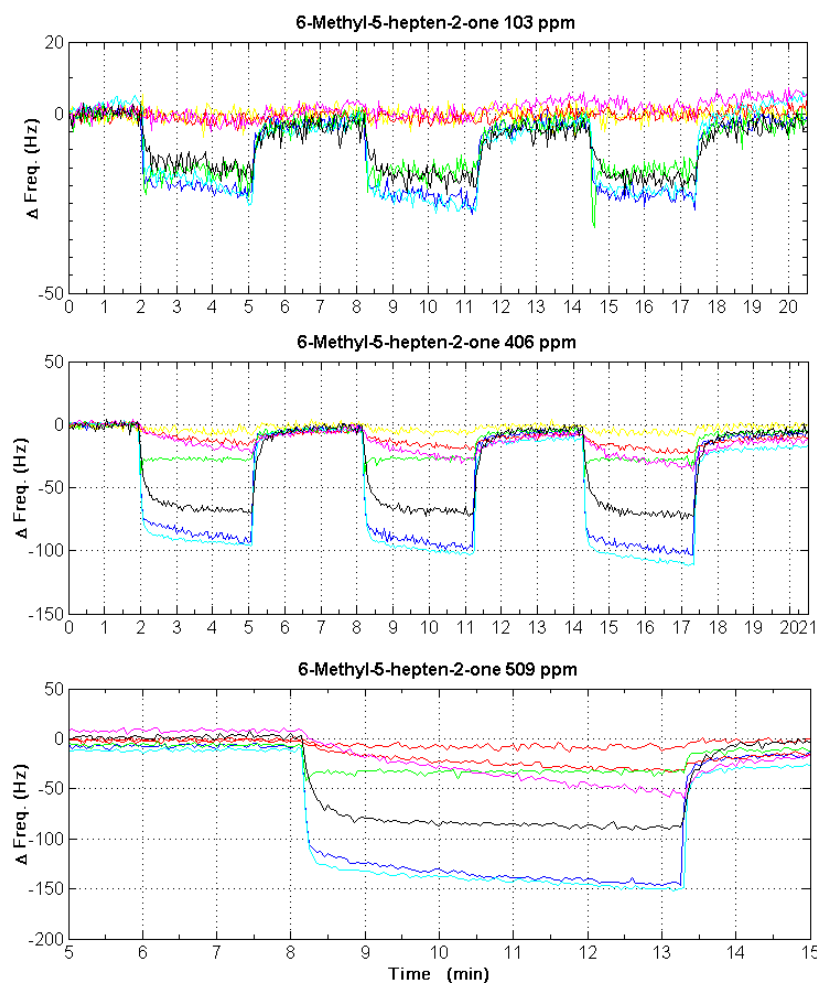 6-Methyl-5-hepten-2-one 103 ppm
20
0
-50
Δ Freq. (Hz)
0 1 2 3 4 5 6 7 8 9 10 11 12 13 14 15 16 17 18 19 20
6-Methyl-5-hepten-2-one 406 ppm
50
0
-50
-100
-150
Δ Freq. (Hz)
0 1 2 3 4 5 6 7 8 9 10 11 12 13 14 15 16 17 18 19 2021
6-Methyl-5-hepten-2-one 509 ppm
50
0
-50
-100
-150
-200
Δ Freq. (Hz)
5 6 7 8 9 10 11 12 13 14 15
Time (min)